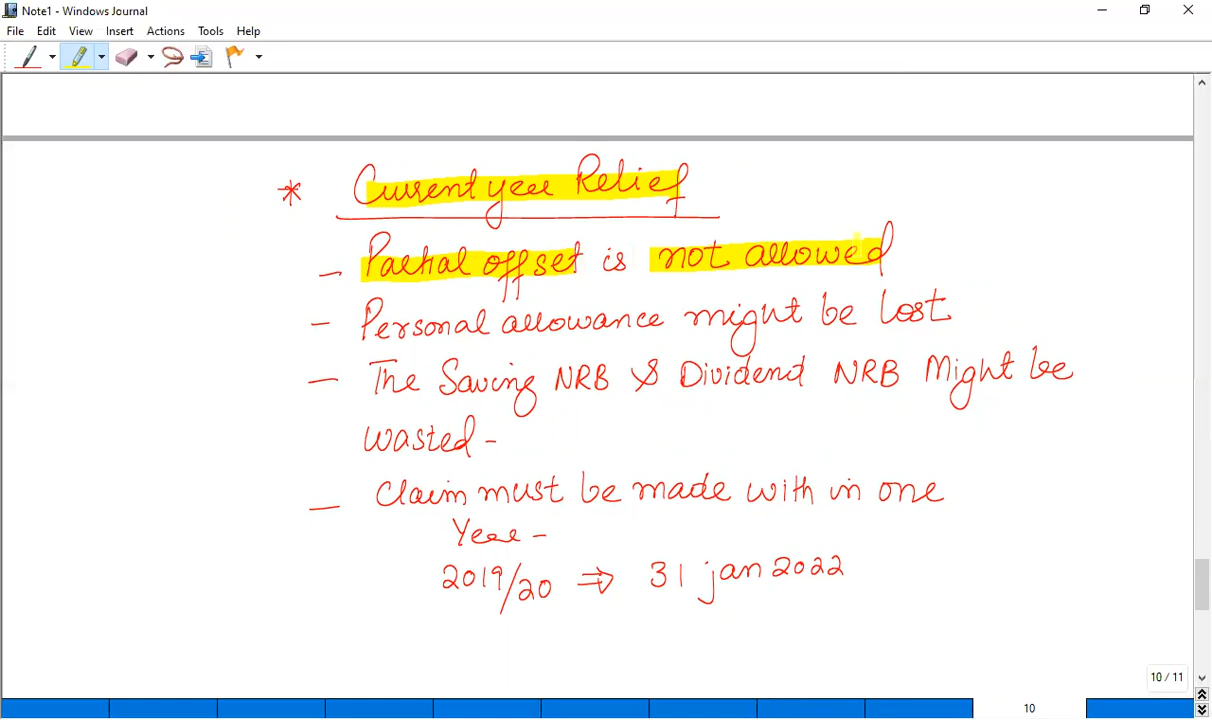 Note1 - Windows Journal
File Edit View Insert Actions Tools Help
* Current year Relief
- Partial offset is not allowed
- Personal allowance might be lost
- The Saving NRB & Dividend NRB Might be
wasted -
- Claim must be made with in one
Year -
2019/20 ⇒ 31 jan 2022
10 / 11
10